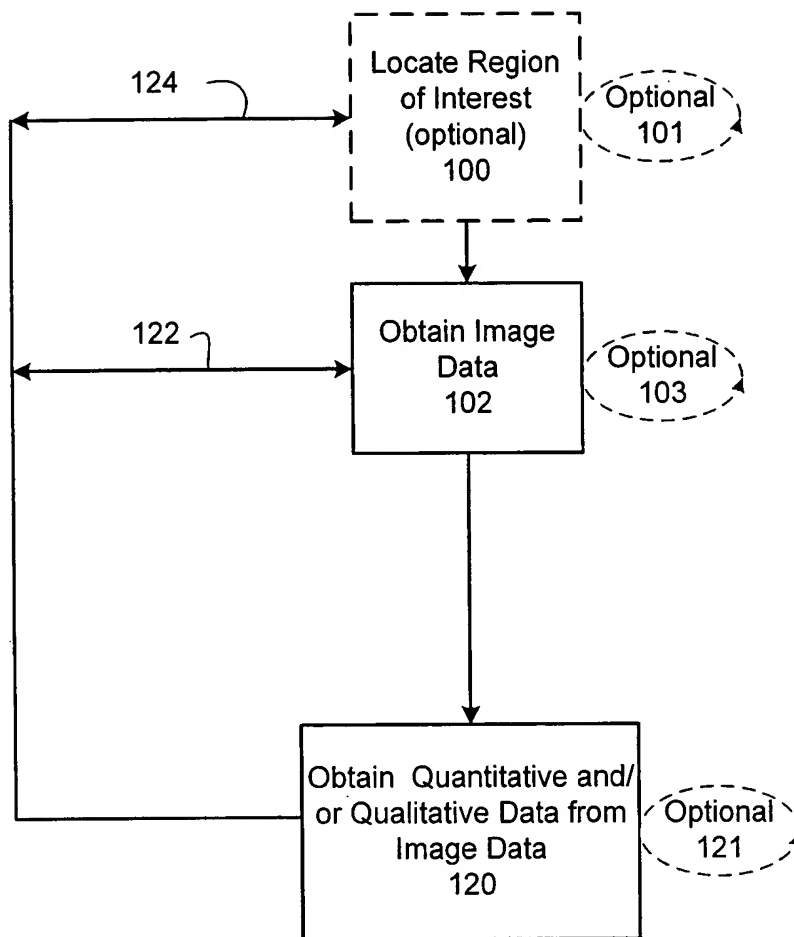 124
Locate Region
of Interest
(optional)
100
Optional
101
122
Obtain Image
Data
102
Optional
103
Obtain Quantitative and/
or Qualitative Data from
Image Data
120
Optional
121